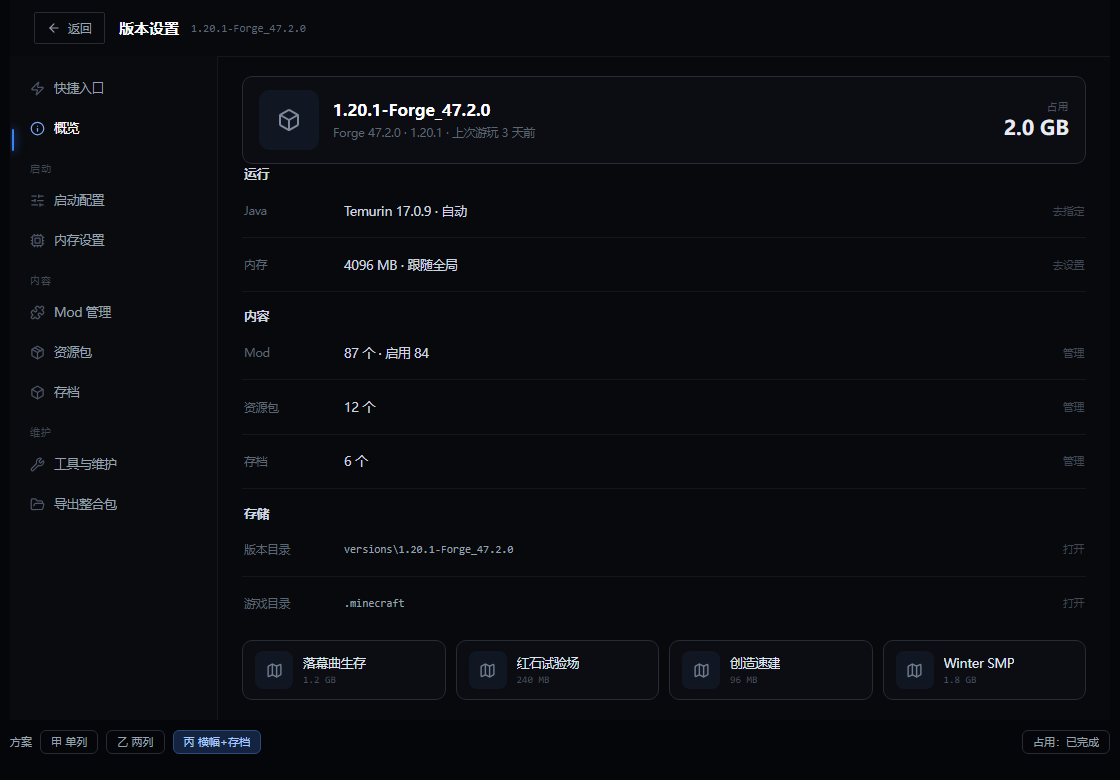 返回 版本设置 1.20.1-Forge_47.2.0
快捷入口
概览
启动
启动配置
内存设置
内容
Mod 管理
资源包
存档
维护
工具与维护
导出整合包
1.20.1-Forge_47.2.0
Forge 47.2.0 · 1.20.1 · 上次游玩 3 天前
占用
2.0 GB
运行
Java Temurin 17.0.9 · 自动 去指定
内存 4096 MB · 跟随全局 去设置
内容
Mod 87 个 · 启用 84 管理
资源包 12 个 管理
存档 6 个 管理
存储
版本目录 versions\1.20.1-Forge_47.2.0 打开
游戏目录 .minecraft 打开
落幕曲生存
1.2 GB
红石试验场
240 MB
创造速建
96 MB
Winter SMP
1.8 GB
方案 甲 单列 乙 两列 丙 横幅+存档 占用：已完成